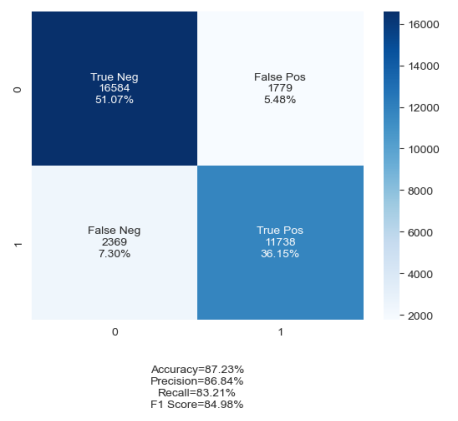 True Neg
16584
51.07%
False Pos
1779
5.48%
False Neg
2369
7.30%
True Pos
11738
36.15%
0
1
0
1
16000
14000
12000
10000
8000
6000
4000
2000
Accuracy=87.23%
Precision=86.84%
Recall=83.21%
F1 Score=84.98%